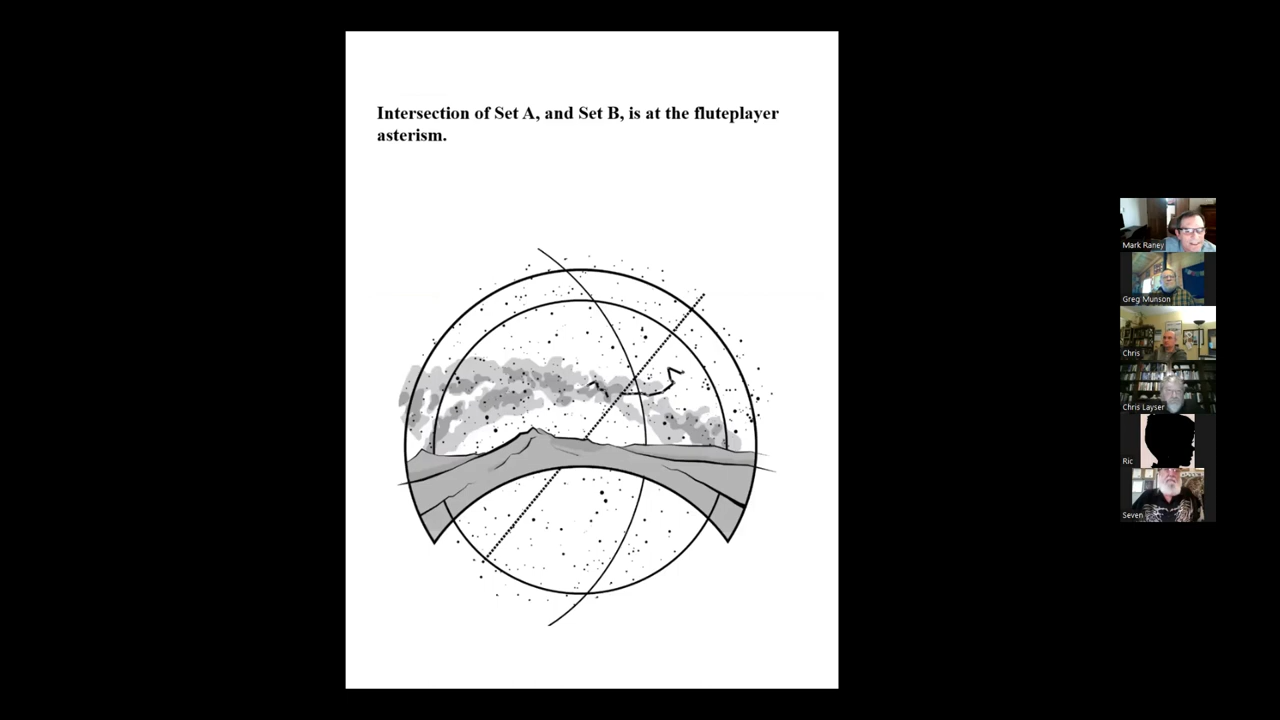 Intersection of Set A, and Set B, is at the fluteplayer
asterism.
Mark Raney
Greg Munson
Chris
Chris Layser
Ric
Seven